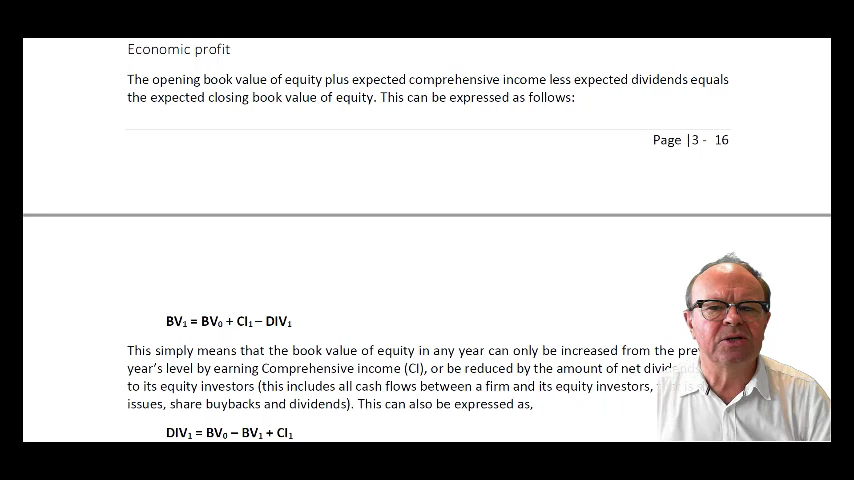 Economic profit
The opening book value of equity plus expected comprehensive income less expected dividends equals
the expected closing book value of equity. This can be expressed as follows:
Page |3 - 16
BV₁ = BV₀ + CI₁ – DIV₁
This simply means that the book value of equity in any year can only be increased from the
year's level by earning Comprehensive income (CI), or be reduced by the amount of net
to its equity investors (this includes all cash flows between a firm and its equity investors,
issues, share buybacks and dividends). This can also be expressed as,
DIV₁ = BV₀ – BV₁ + CI₁